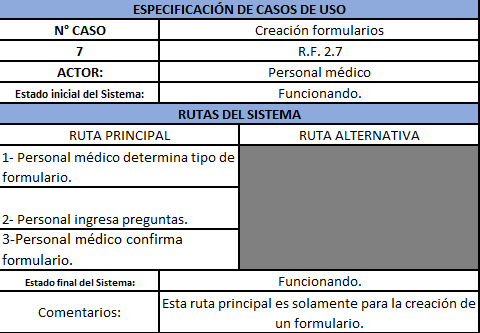 ESPECIFICACIÓN DE CASOS DE USO
N° CASO Creación formularios
7 R.F. 2.7
ACTOR: Personal médico
Estado inicial del Sistema: Funcionando.
RUTAS DEL SISTEMA
RUTA PRINCIPAL RUTA ALTERNATIVA
1- Personal médico determina tipo de
formulario.
2- Personal ingresa preguntas.
3-Personal médico confirma
formulario.
Estado final del Sistema: Funcionando.
Comentarios: Esta ruta principal es solamente para la creación de
un formulario.